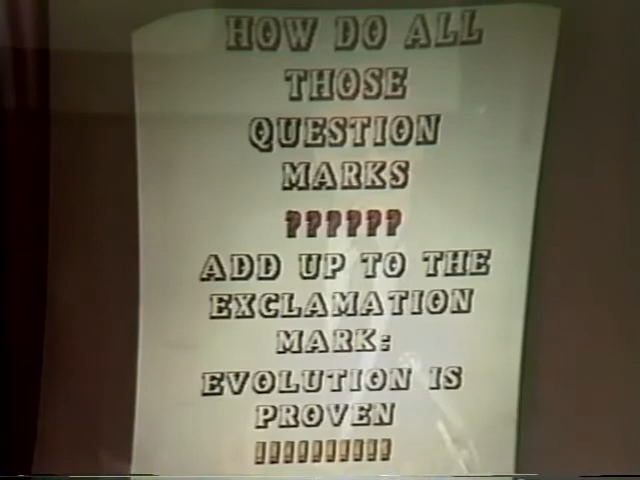 HOW DO ALL
THOSE
QUESTION
MARKS
??????
ADD UP TO THE
EXCLAMATION
MARK:
EVOLUTION IS
PROVEN
!!!!!!!!!!